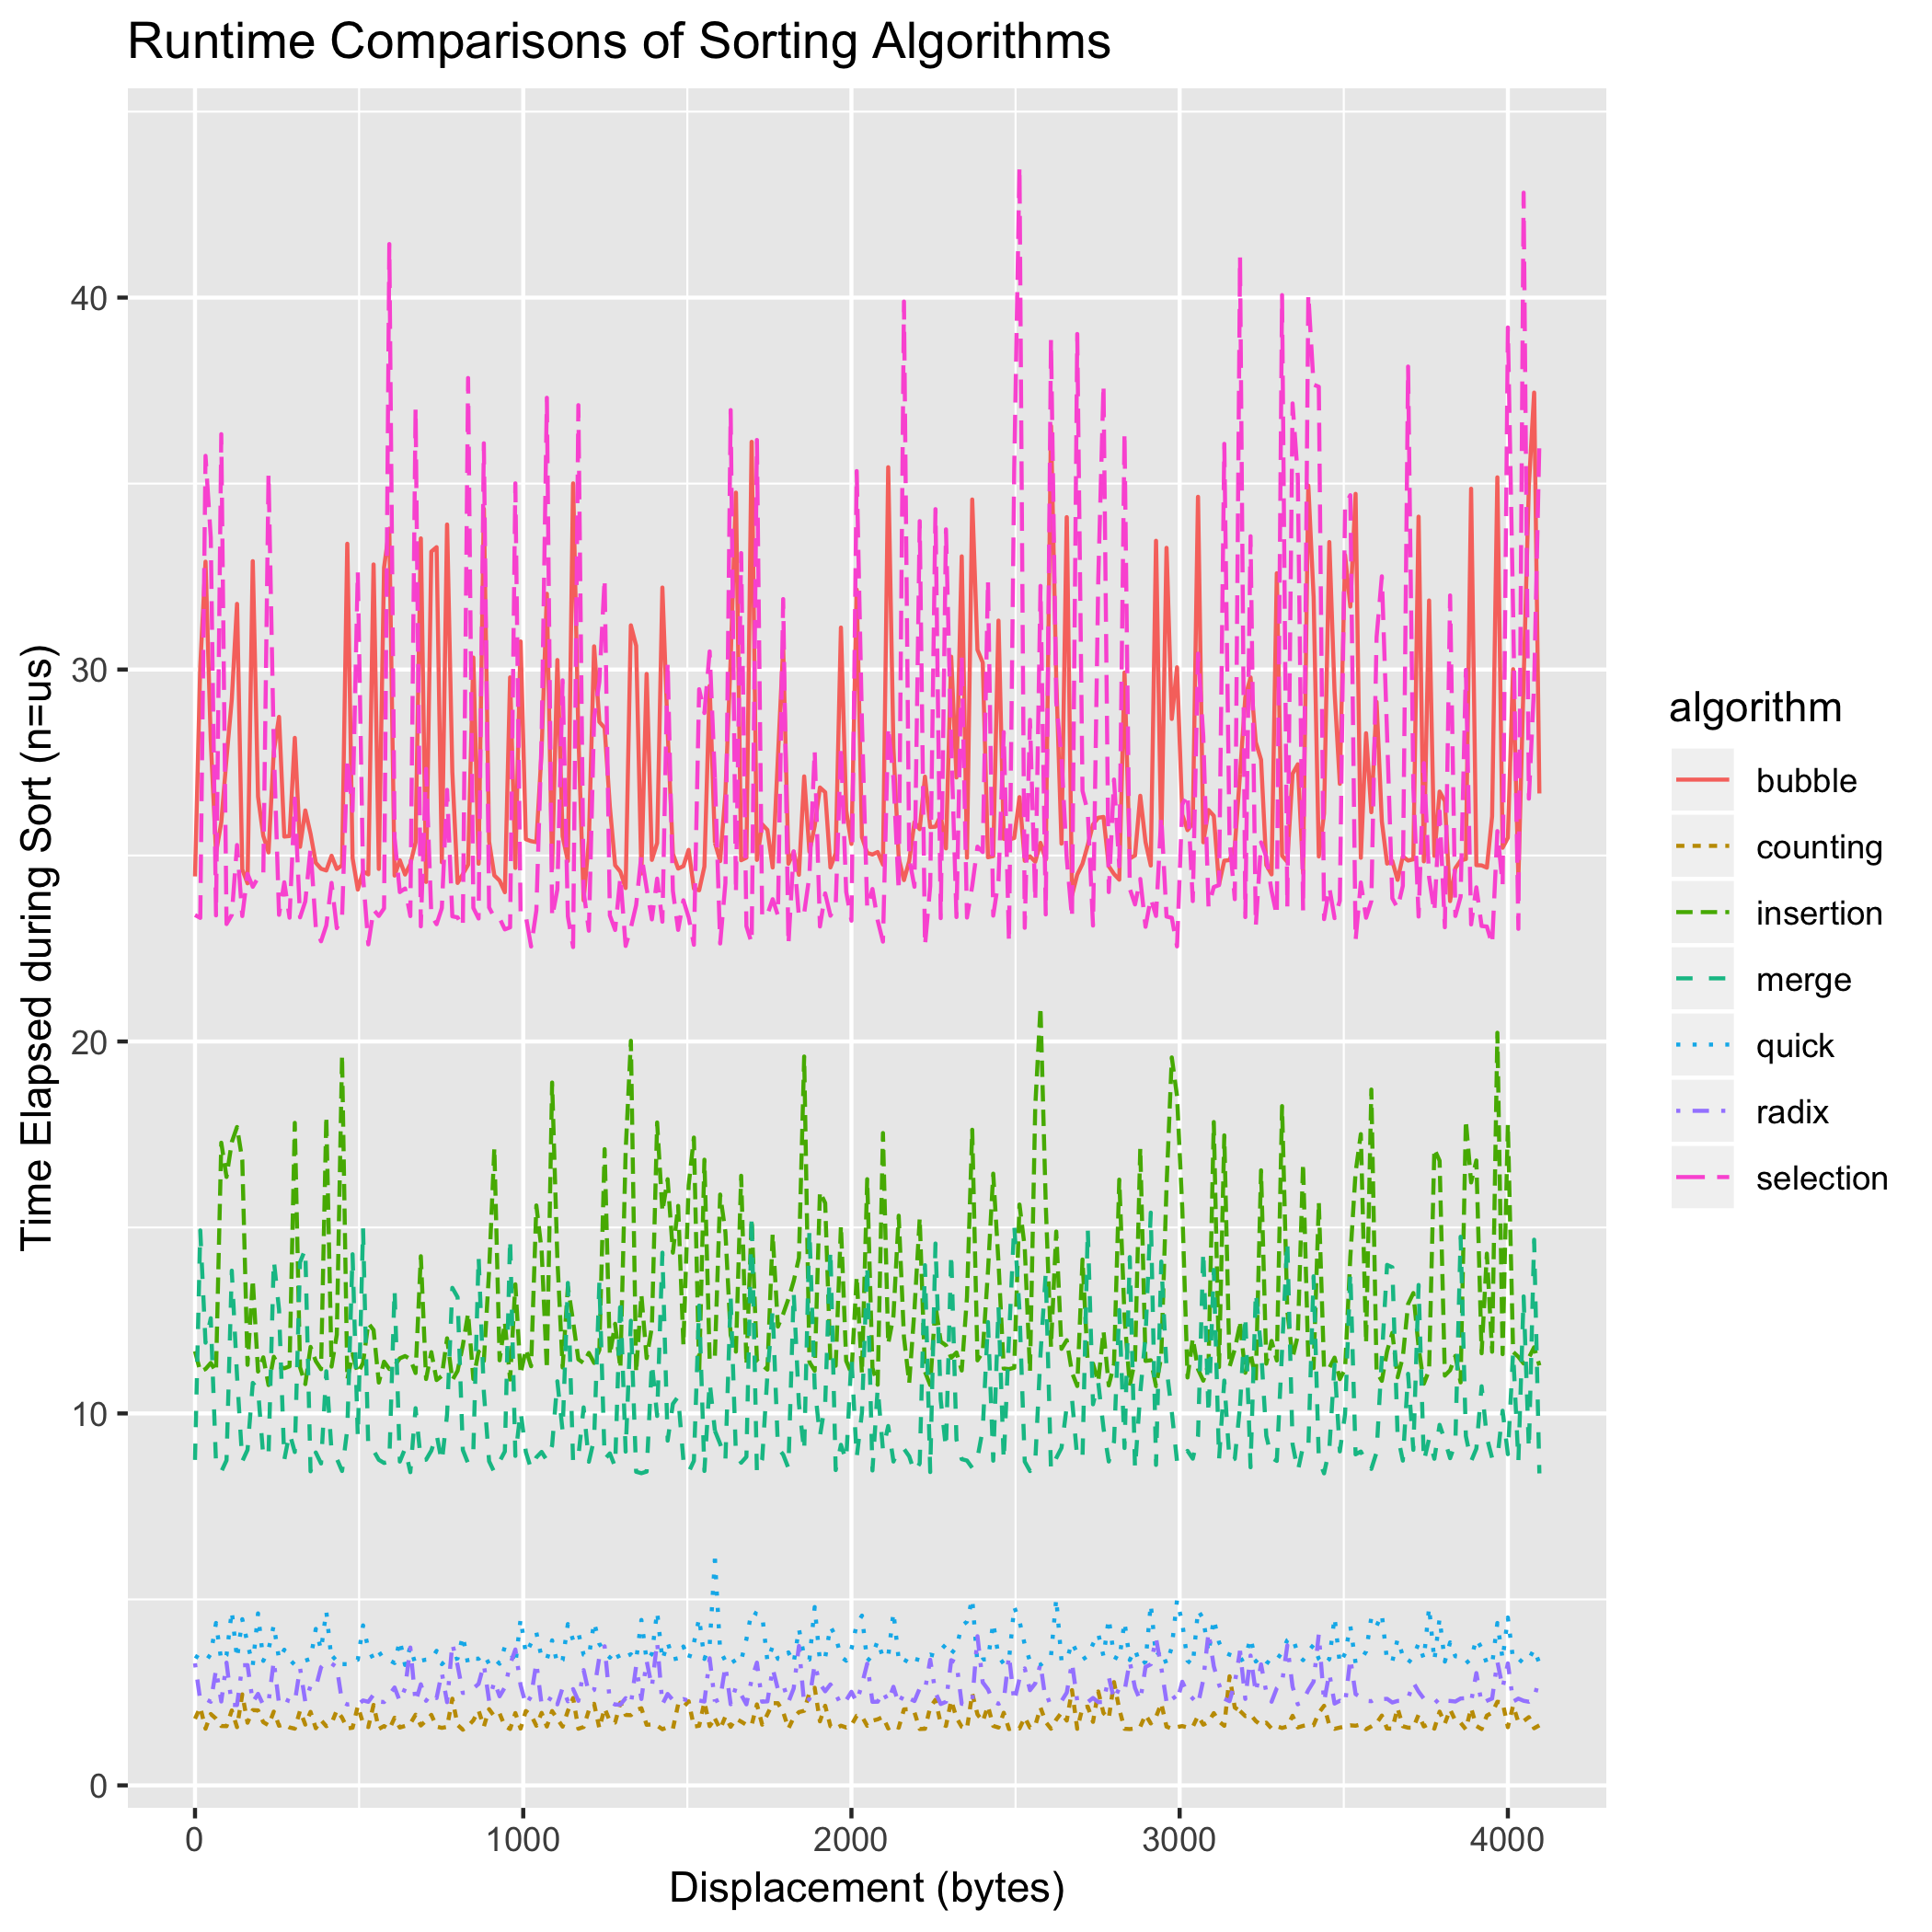 Runtime Comparisons of Sorting Algorithms
Time Elapsed during Sort (n=us)
40
30
20
10
0
0 1000 2000 3000 4000
Displacement (bytes)
algorithm
bubble
counting
insertion
merge
quick
radix
selection